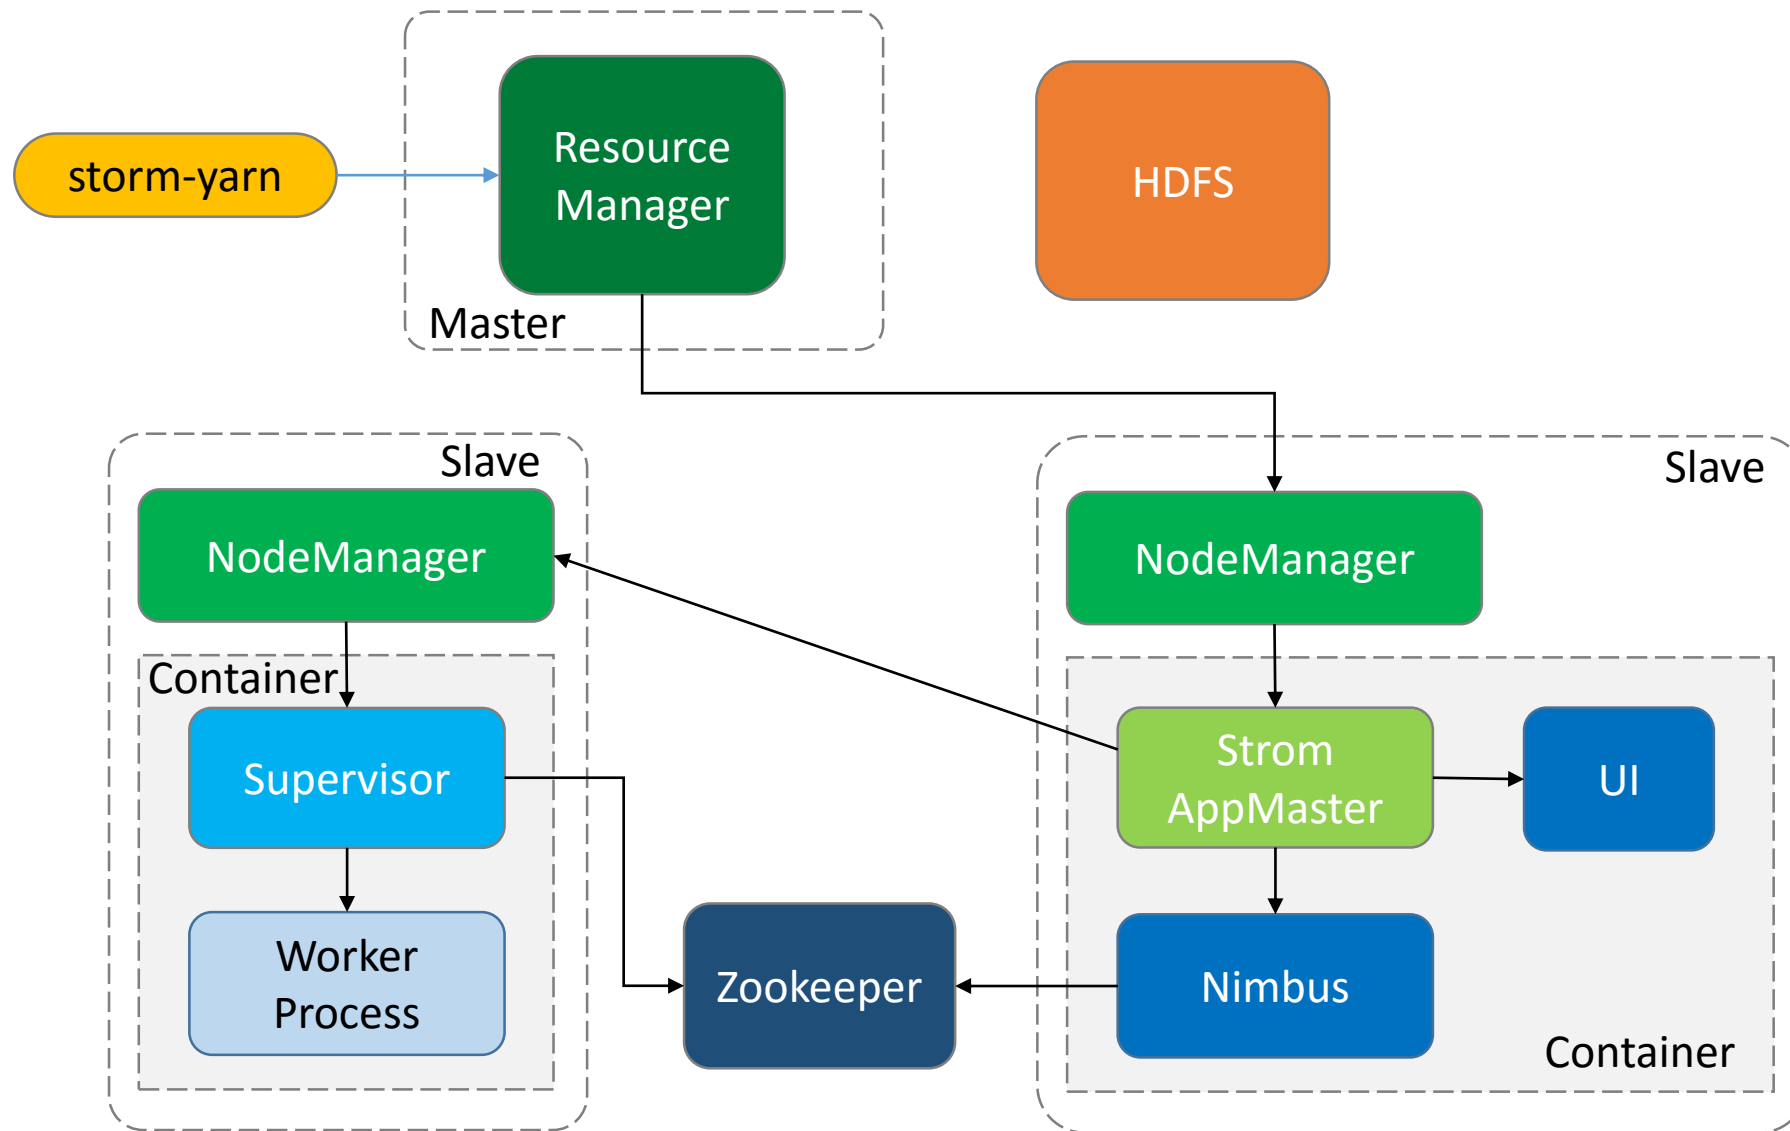 storm-yarn
Resource
Manager
Master
HDFS
Slave
NodeManager
Container
Supervisor
Worker
Process
Zookeeper
Slave
NodeManager
Strom
AppMaster
UI
Nimbus
Container